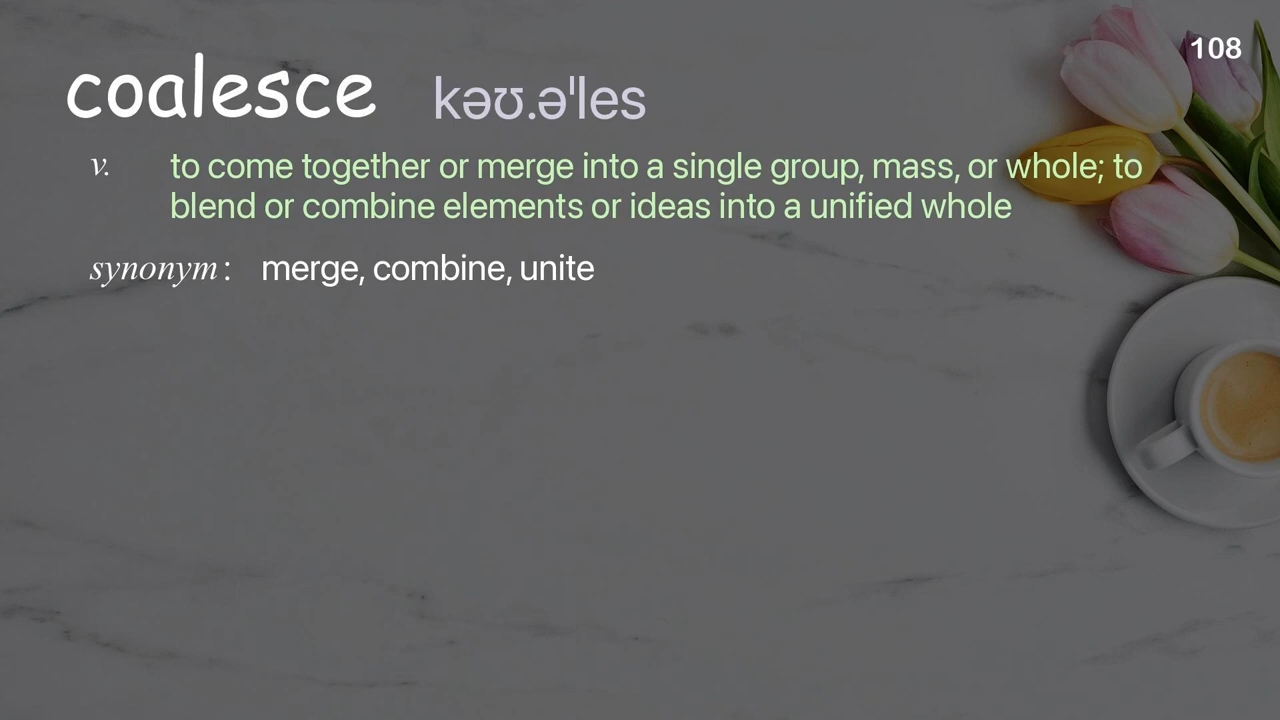 108
coalesce kəʊ.əˈles
v. to come together or merge into a single group, mass, or whole; to
blend or combine elements or ideas into a unified whole
synonym: merge, combine, unite